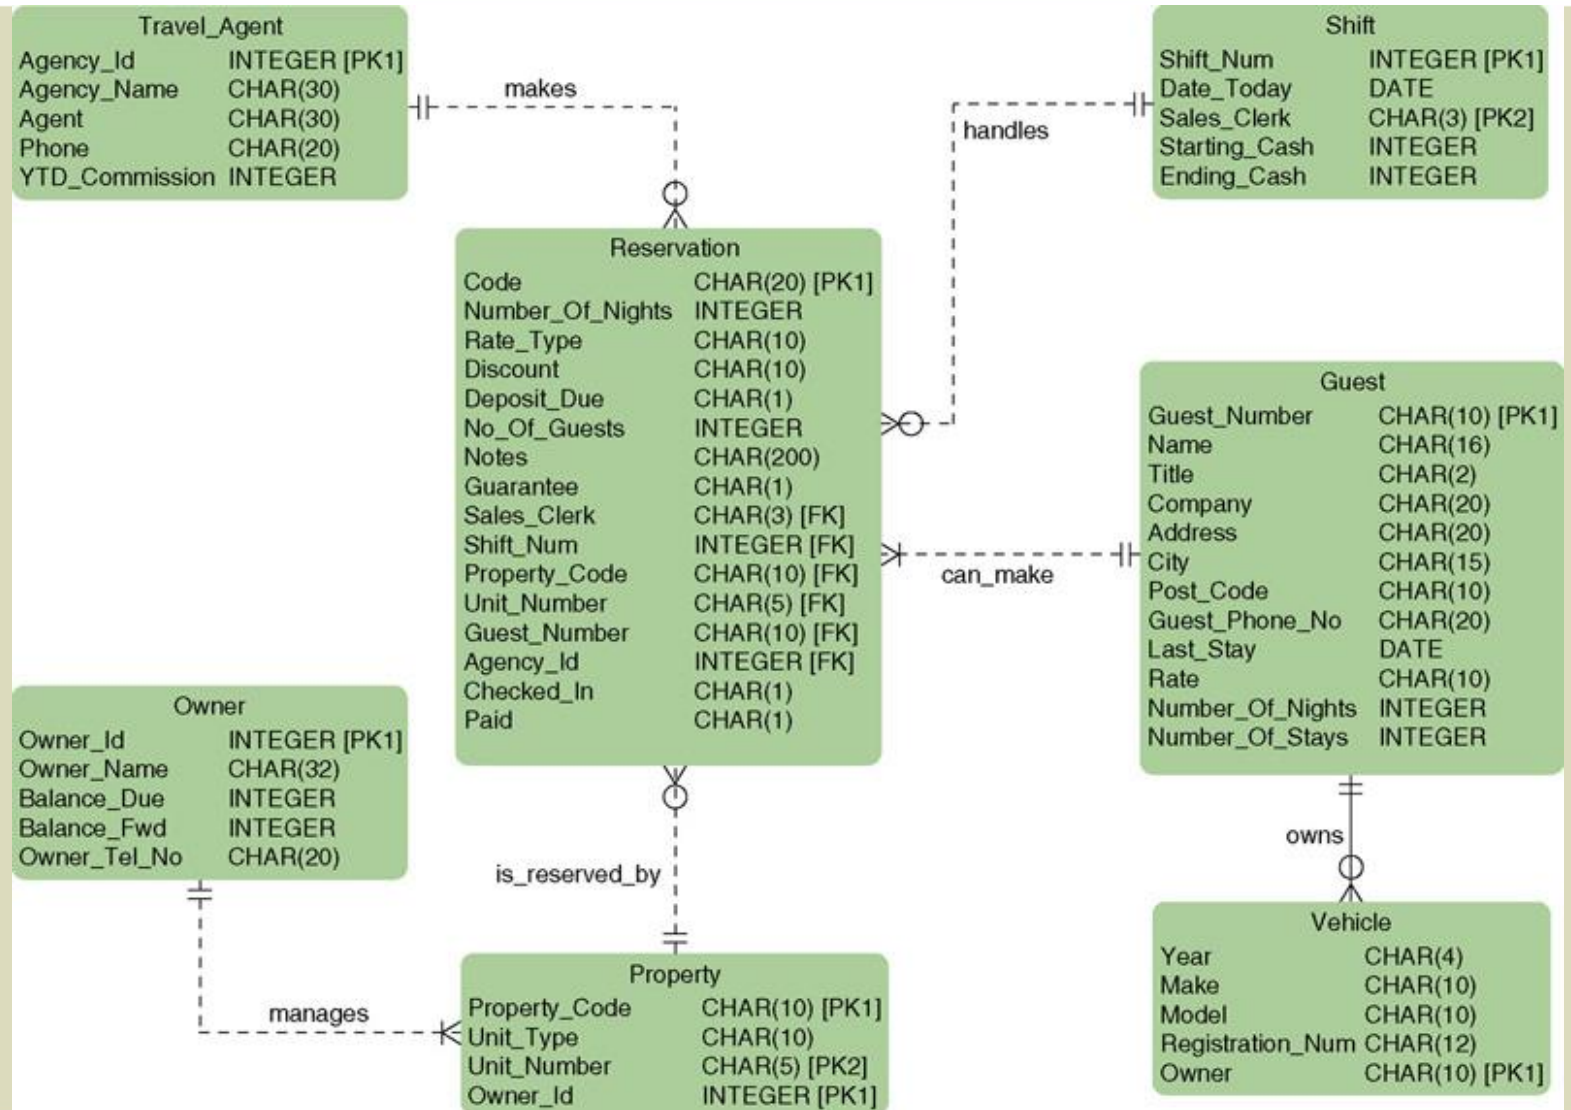 Travel_Agent
Agency_Id INTEGER [PK1]
Agency_Name CHAR(30)
Agent CHAR(30)
Phone CHAR(20)
YTD_Commission INTEGER
makes
Shift
Shift_Num INTEGER [PK1]
Date_Today DATE
Sales_Clerk CHAR(3) [PK2]
Starting_Cash INTEGER
Ending_Cash INTEGER
handles
Reservation
Code CHAR(20) [PK1]
Number_Of_Nights INTEGER
Rate_Type CHAR(10)
Discount CHAR(10)
Deposit_Due CHAR(1)
No_Of_Guests INTEGER
Notes CHAR(200)
Guarantee CHAR(1)
Sales_Clerk CHAR(3) [FK]
Shift_Num INTEGER [FK]
Property_Code CHAR(10) [FK]
Unit_Number CHAR(5) [FK]
Guest_Number CHAR(10) [FK]
Agency_Id INTEGER [FK]
Checked_In CHAR(1)
Paid CHAR(1)
can_make
Guest
Guest_Number CHAR(10) [PK1]
Name CHAR(16)
Title CHAR(2)
Company CHAR(20)
Address CHAR(20)
City CHAR(15)
Post_Code CHAR(10)
Guest_Phone_No CHAR(20)
Last_Stay DATE
Rate CHAR(10)
Number_Of_Nights INTEGER
Number_Of_Stays INTEGER
Owner
Owner_Id INTEGER [PK1]
Owner_Name CHAR(32)
Balance_Due INTEGER
Balance_Fwd INTEGER
Owner_Tel_No CHAR(20)
is_reserved_by
owns
manages
Property
Property_Code CHAR(10) [PK1]
Unit_Type CHAR(10)
Unit_Number CHAR(5) [PK2]
Owner_Id INTEGER [PK1]
Vehicle
Year CHAR(4)
Make CHAR(10)
Model CHAR(10)
Registration_Num CHAR(12)
Owner CHAR(10) [PK1]